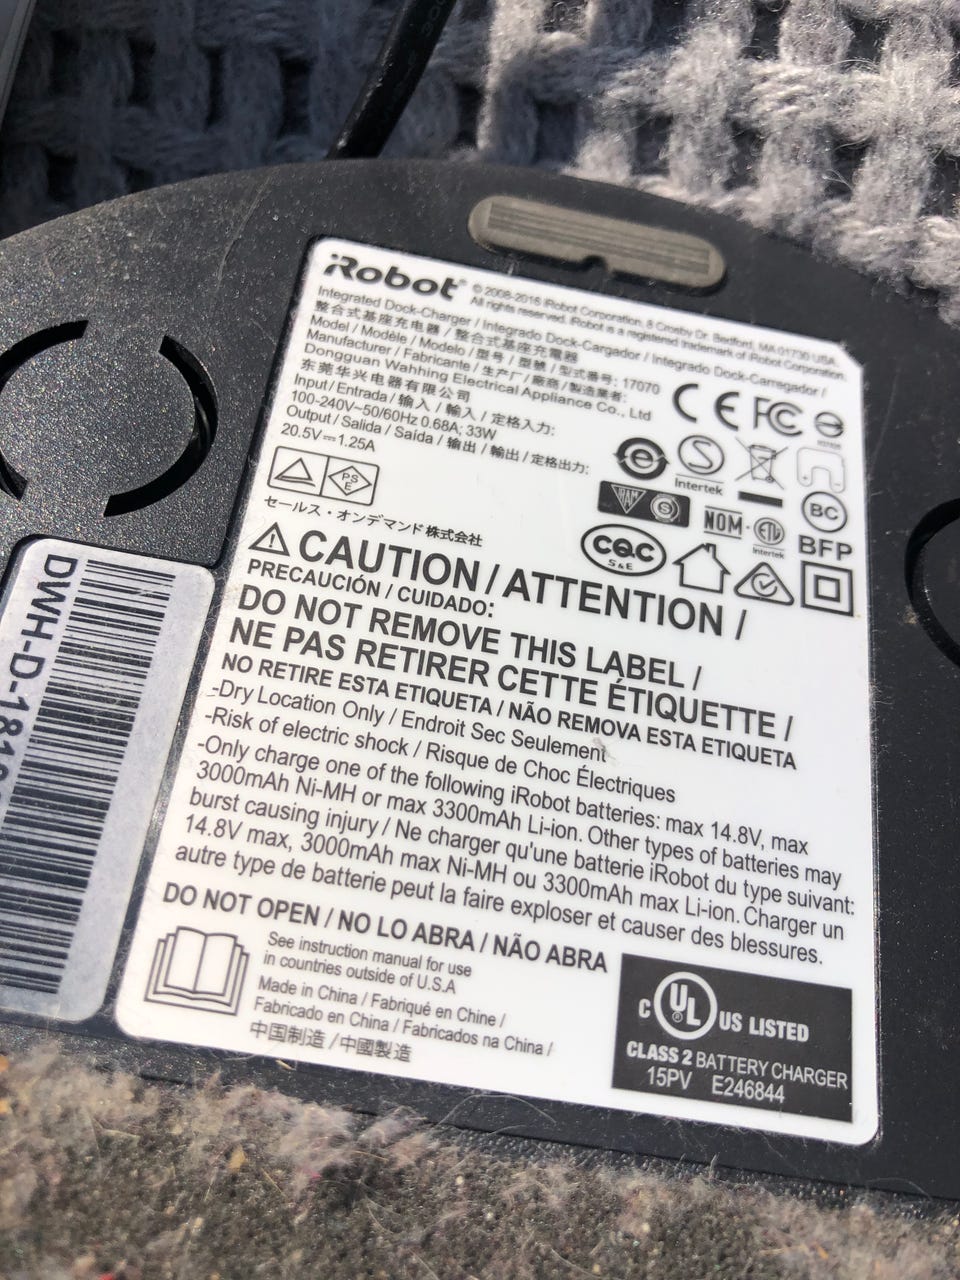 iRobot® © 2008-2016 iRobot Corporation, 8 Crosby Dr. Bedford, MA 01730 USA.
All rights reserved. iRobot is a registered trademark of iRobot Corporation.
Integrated Dock-Charger / Integrado Dock-Cargador / Integrado Dock-Carregador /
整合式基座充电器 / 整合式基座充電器
Model / Modèle / Modelo / 型号 / 型號 / 型式番号: 17070
Manufacturer / Fabricante / 生产厂 / 廠商 / 製造業者:
Dongguan Wahhing Electrical Appliance Co., Ltd
东莞华兴电器有限公司
Input / Entrada / 输入 / 輸入 / 定格入力:
100-240V~50/60Hz 0.68A; 33W
Output / Salida / Saída / 输出 / 輸出 / 定格出力:
20.5V⎓1.25A
CE FC
Intertek
BC
PS
E
NOM
Intertek
BFP
CQC
S&E
セールス・オンデマンド株式会社
CAUTION / ATTENTION /
PRECAUCIÓN / CUIDADO:
DO NOT REMOVE THIS LABEL /
NE PAS RETIRER CETTE ÉTIQUETTE /
NO RETIRE ESTA ETIQUETA / NÃO REMOVA ESTA ETIQUETA
-Dry Location Only / Endroit Sec Seulement
-Risk of electric shock / Risque de Choc Électriques
-Only charge one of the following iRobot batteries: max 14.8V, max
3000mAh Ni-MH or max 3300mAh Li-ion. Other types of batteries may
burst causing injury / Ne charger qu'une batterie iRobot du type suivant:
14.8V max, 3000mAh max Ni-MH ou 3300mAh max Li-ion. Charger un
autre type de batterie peut la faire exploser et causer des blessures.
DO NOT OPEN / NO LO ABRA / NÃO ABRA
See instruction manual for use
in countries outside of U.S.A
Made in China / Fabriqué en Chine /
Fabricado en China / Fabricados na China /
中国制造 / 中國製造
C UL® US LISTED
CLASS 2 BATTERY CHARGER
15PV E246844
DWH-D-181